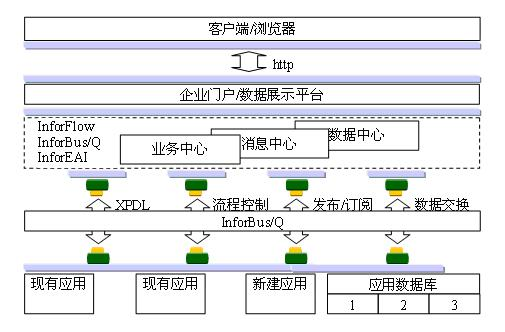 客户端/浏览器
http
企业门户/数据展示平台
InforFlow
InforBus/Q
InforEAI
业务中心
消息中心
数据中心
XPDL
流程控制
发布/订阅
数据交换
InforBus/Q
现有应用
现有应用
新建应用
应用数据库
1 2 3